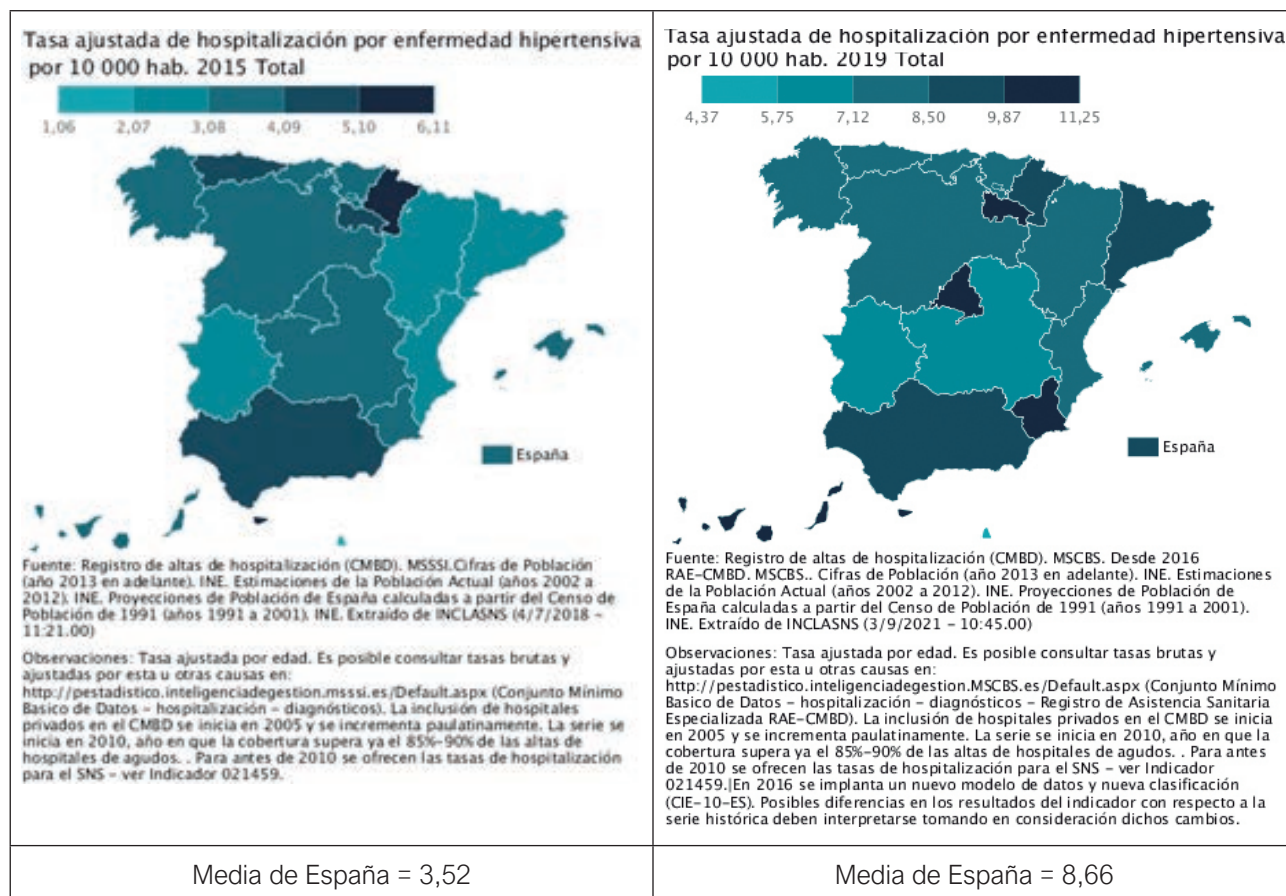 Tasa ajustada de hospitalización por enfermedad hipertensiva
por 10 000 hab. 2015 Total
1,06 2,07 3,08 4,09 5,10 6,11
España
Fuente: Registro de altas de hospitalización (CMBD). MSSSI.Cifras de Población
(año 2013 en adelante). INE. Estimaciones de la Población Actual (años 2002 a
2012). INE. Proyecciones de Población de España calculadas a partir del Censo de
Población de 1991 (años 1991 a 2001). INE. Extraído de INCLASNS (4/7/2018 –
11:21.00)
Observaciones: Tasa ajustada por edad. Es posible consultar tasas brutas y
ajustadas por esta u otras causas en:
http://pestadistico.inteligenciadegestion.msssi.es/Default.aspx (Conjunto Mínimo
Basico de Datos – hospitalización – diagnósticos). La inclusión de hospitales
privados en el CMBD se inicia en 2005 y se incrementa paulatinamente. La serie se
inicia en 2010, año en que la cobertura supera ya el 85%–90% de las altas de
hospitales de agudos. . Para antes de 2010 se ofrecen las tasas de hospitalización
para el SNS – ver Indicador 021459.
Media de España = 3,52
Tasa ajustada de hospitalización por enfermedad hipertensiva
por 10 000 hab. 2019 Total
4,37 5,75 7,12 8,50 9,87 11,25
España
Fuente: Registro de altas de hospitalización (CMBD). MSCBS. Desde 2016
RAE–CMBD. MSCBS.. Cifras de Población (año 2013 en adelante). INE. Estimaciones
de la Población Actual (años 2002 a 2012). INE. Proyecciones de Población de
España calculadas a partir del Censo de Población de 1991 (años 1991 a 2001).
INE. Extraído de INCLASNS (3/9/2021 – 10:45.00)
Observaciones: Tasa ajustada por edad. Es posible consultar tasas brutas y
ajustadas por esta u otras causas en:
http://pestadistico.inteligenciadegestion.MSCBS.es/Default.aspx (Conjunto Mínimo
Basico de Datos – hospitalización – diagnósticos – Registro de Asistencia Sanitaria
Especializada RAE–CMBD). La inclusión de hospitales privados en el CMBD se inicia
en 2005 y se incrementa paulatinamente. La serie se inicia en 2010, año en que la
cobertura supera ya el 85%–90% de las altas de hospitales de agudos. . Para antes
de 2010 se ofrecen las tasas de hospitalización para el SNS – ver Indicador
021459.|En 2016 se implanta un nuevo modelo de datos y nueva clasificación
(CIE–10–ES). Posibles diferencias en los resultados del indicador con respecto a la
serie histórica deben interpretarse tomando en consideración dichos cambios.
Media de España = 8,66